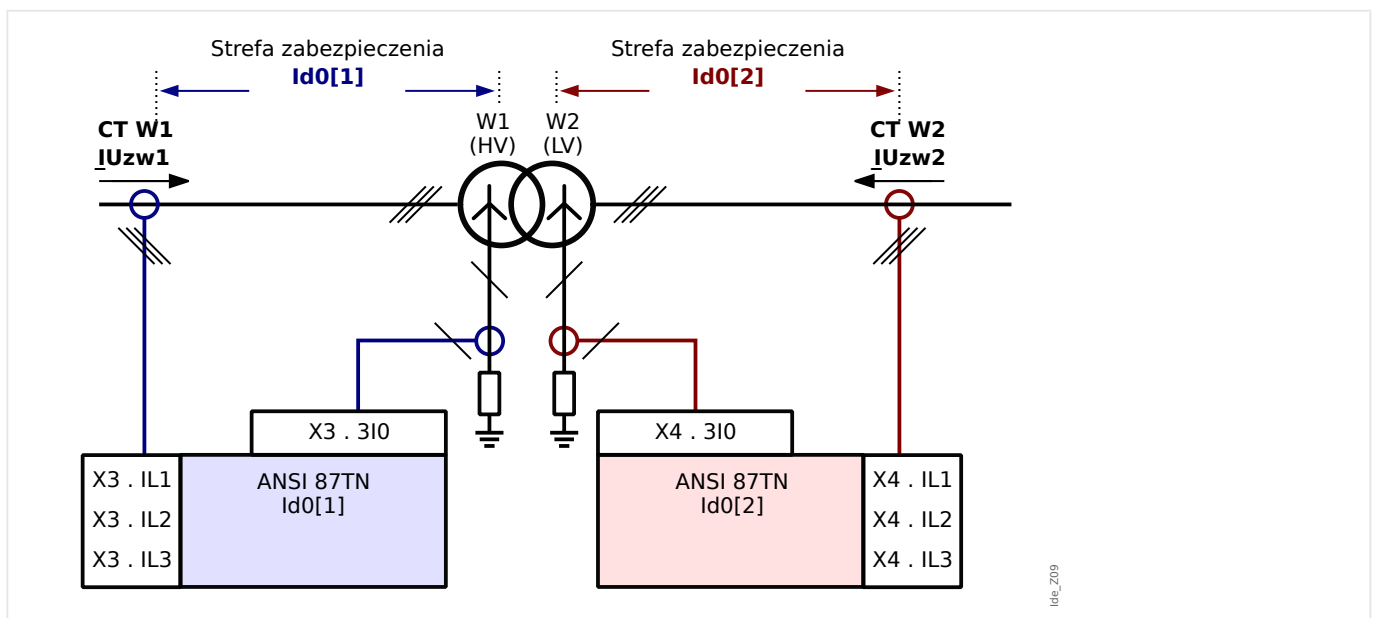 Strefa zabezpieczenia
Id0[1]
Strefa zabezpieczenia
Id0[2]
CT W1
IUzw1
W1
(HV)
W2
(LV)
CT W2
IUzw2
X3 . 3I0
X4 . 3I0
X3 . IL1
X3 . IL2
X3 . IL3
ANSI 87TN
Id0[1]
ANSI 87TN
Id0[2]
X4 . IL1
X4 . IL2
X4 . IL3
Ide_Z09